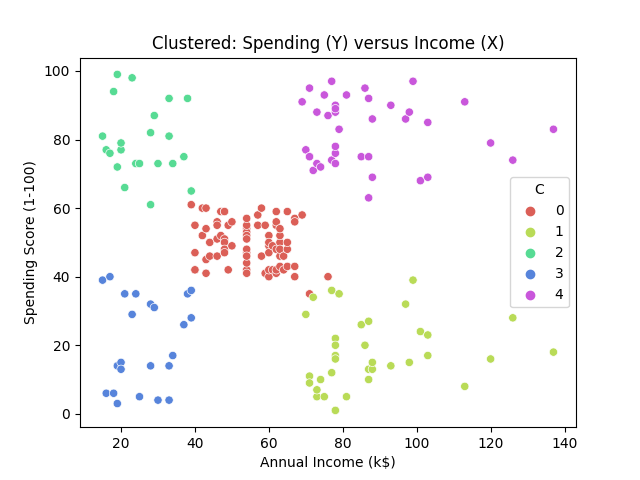 Clustered: Spending (Y) versus Income (X)
Spending Score (1-100)
100
80
60
40
20
0
C
0
1
2
3
4
20 40 60 80 100 120 140
Annual Income (k$)